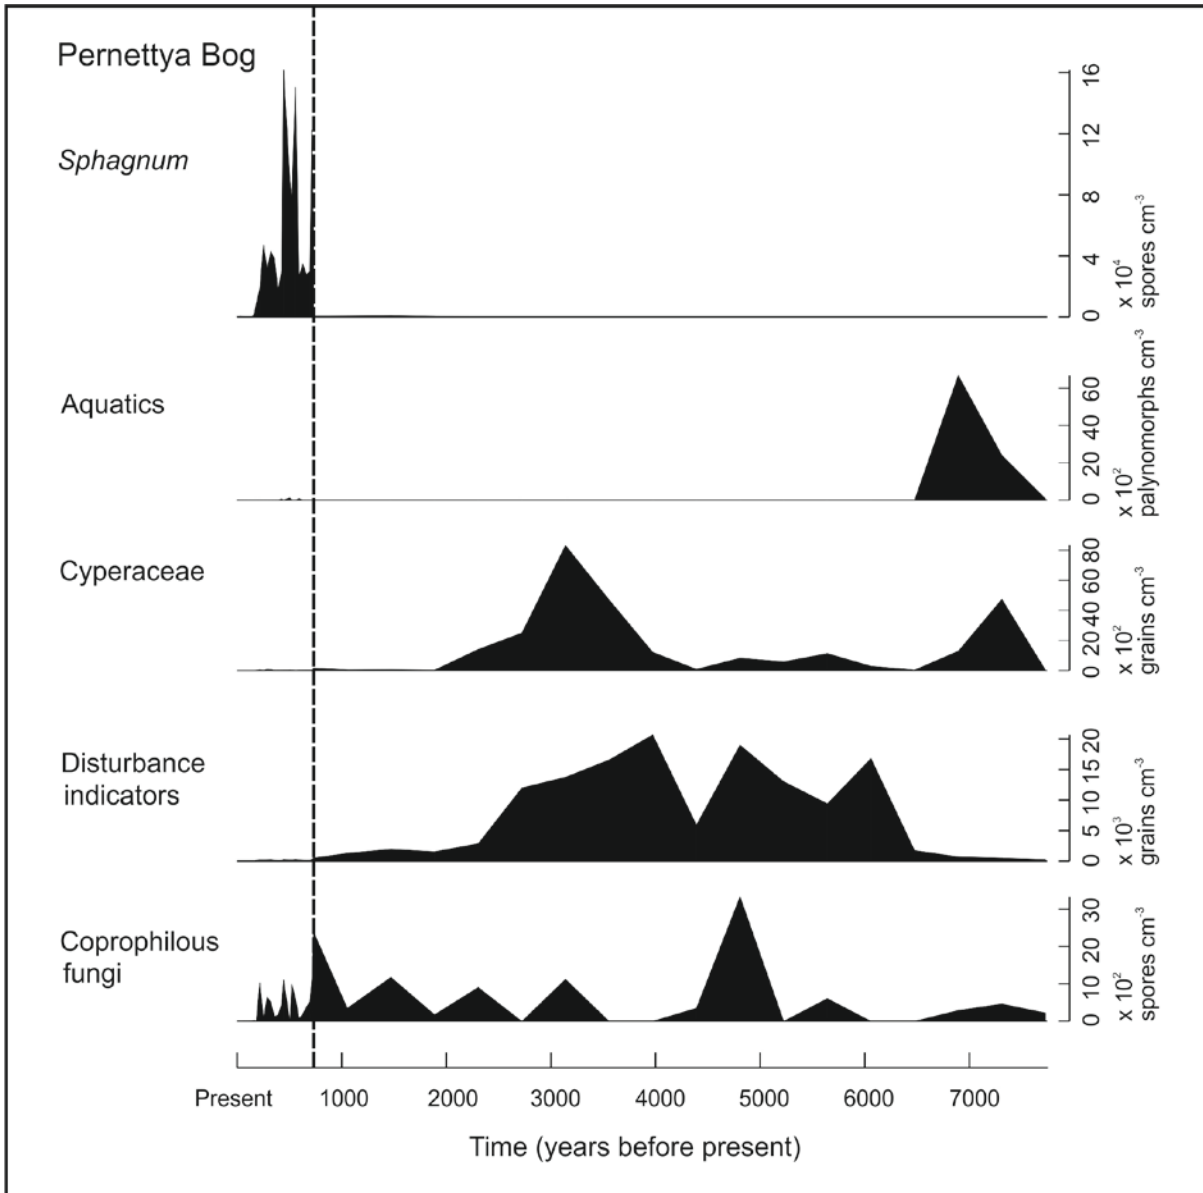 Pernettya Bog
Sphagnum
16
12
8
4
0
x 10⁴
spores cm⁻³
Aquatics
60
40
20
0
x 10²
palynomorphs cm⁻³
Cyperaceae
80
60
40
20
0
x 10²
grains cm⁻³
Disturbance
indicators
20
15
10
5
0
x 10³
grains cm⁻³
Coprophilous
fungi
30
20
10
0
x 10²
spores cm⁻³
Present 1000 2000 3000 4000 5000 6000 7000
Time (years before present)